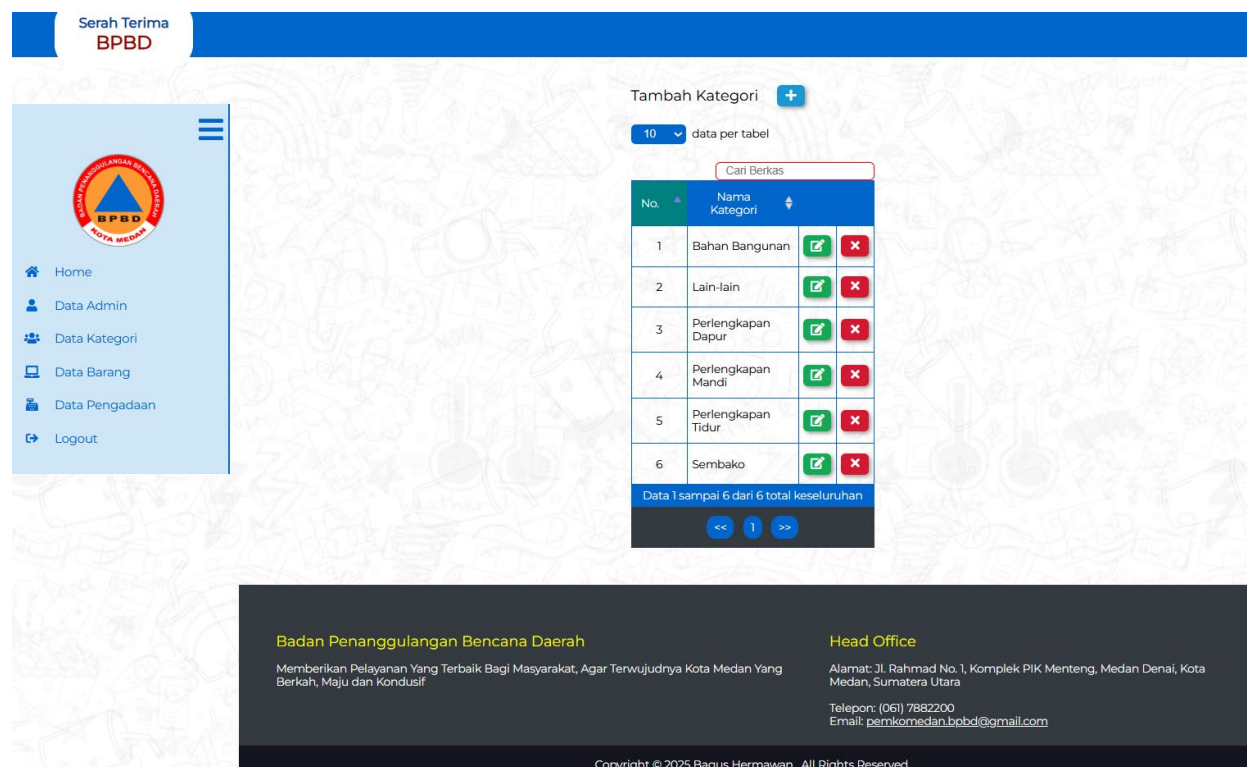 Serah Terima
BPBD
Tambah Kategori
10 data per tabel
Cari Berkas
BADAN PENANGGULANGAN BENCANA DAERAH
BPBD
KOTA MEDAN
Home
Data Admin
Data Kategori
Data Barang
Data Pengadaan
Logout
No. Nama
Kategori
1 Bahan Bangunan
2 Lain-lain
3 Perlengkapan
Dapur
4 Perlengkapan
Mandi
5 Perlengkapan
Tidur
6 Sembako
Data 1 sampai 6 dari 6 total keseluruhan
<< 1 >>
Badan Penanggulangan Bencana Daerah
Memberikan Pelayanan Yang Terbaik Bagi Masyarakat, Agar Terwujudnya Kota Medan Yang
Berkah, Maju dan Kondusif
Head Office
Alamat: Jl. Rahmad No. 1, Komplek PIK Menteng, Medan Denai, Kota
Medan, Sumatera Utara
Telepon: (061) 7882200
Email: pemkomedan.bpbd@gmail.com
Copyright © 2025 Bagus Hermawan. All Rights Reserved